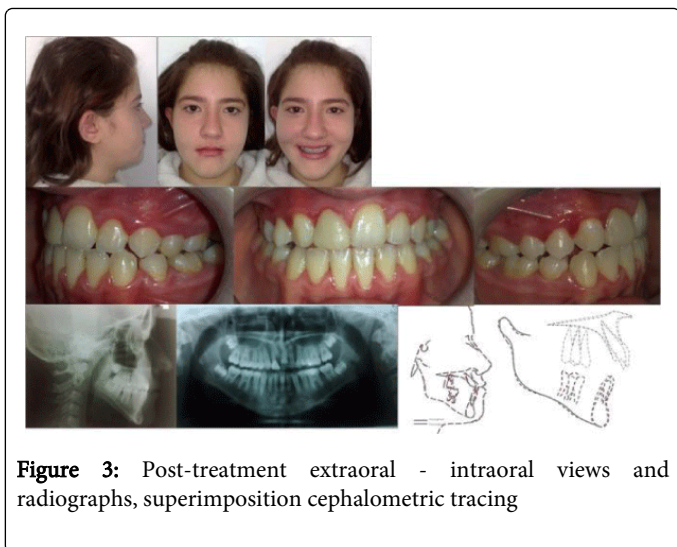 Figure 3: Post-treatment extraoral - intraoral views and
radiographs, superimposition cephalometric tracing